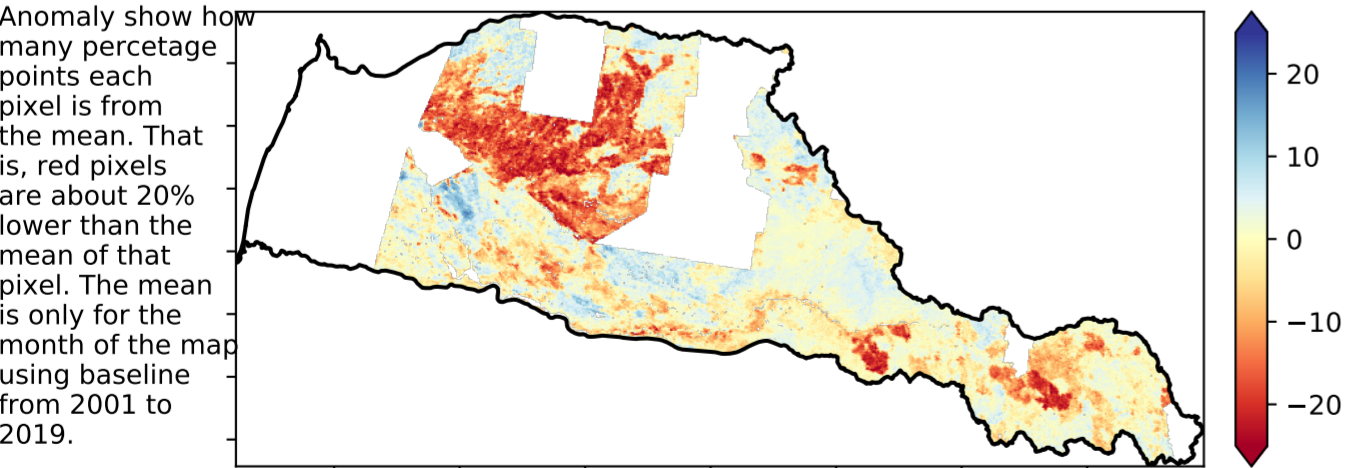 Anomaly show how
many percetage
points each
pixel is from
the mean. That
is, red pixels
are about 20%
lower than the
mean of that
pixel. The mean
is only for the
month of the map
using baseline
from 2001 to
2019.
20
10
0
−10
−20